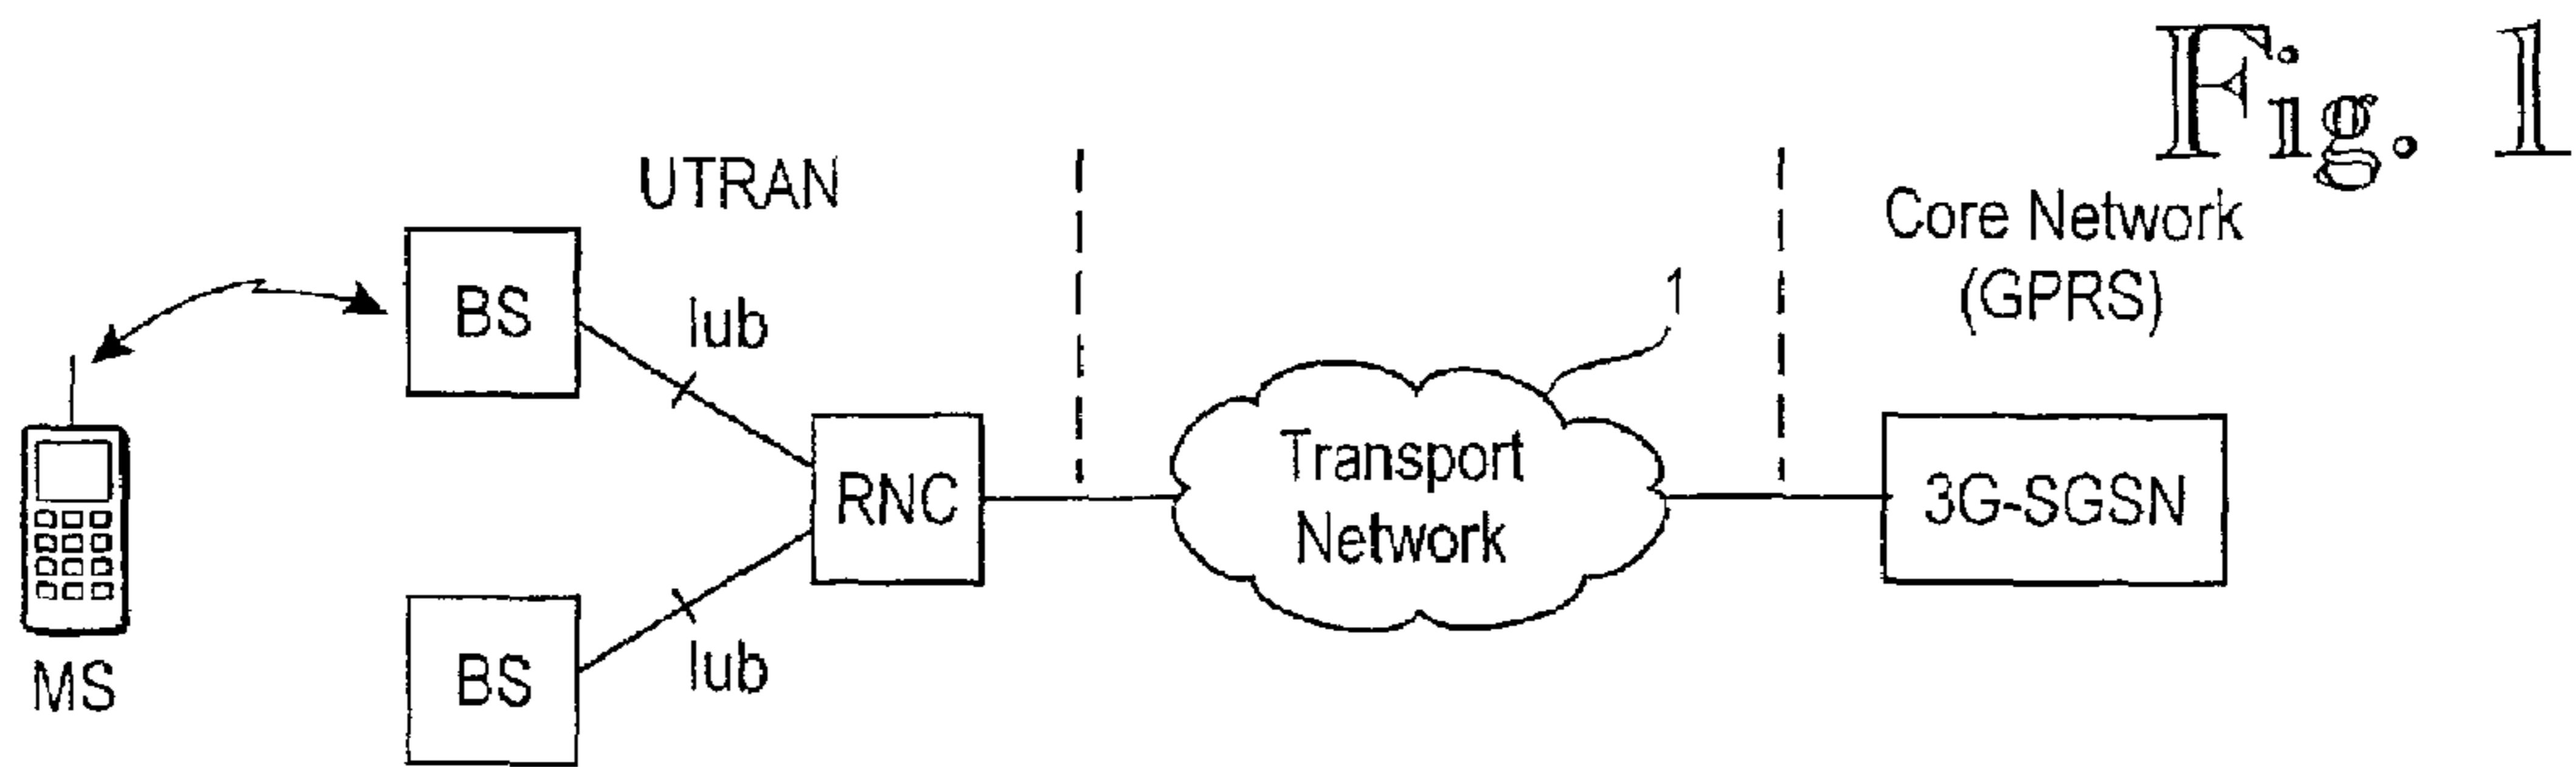 Fig. 1
UTRAN
Core Network
(GPRS)
1
BS
Iub
Transport
Network
RNC
3G-SGSN
MS
BS
Iub